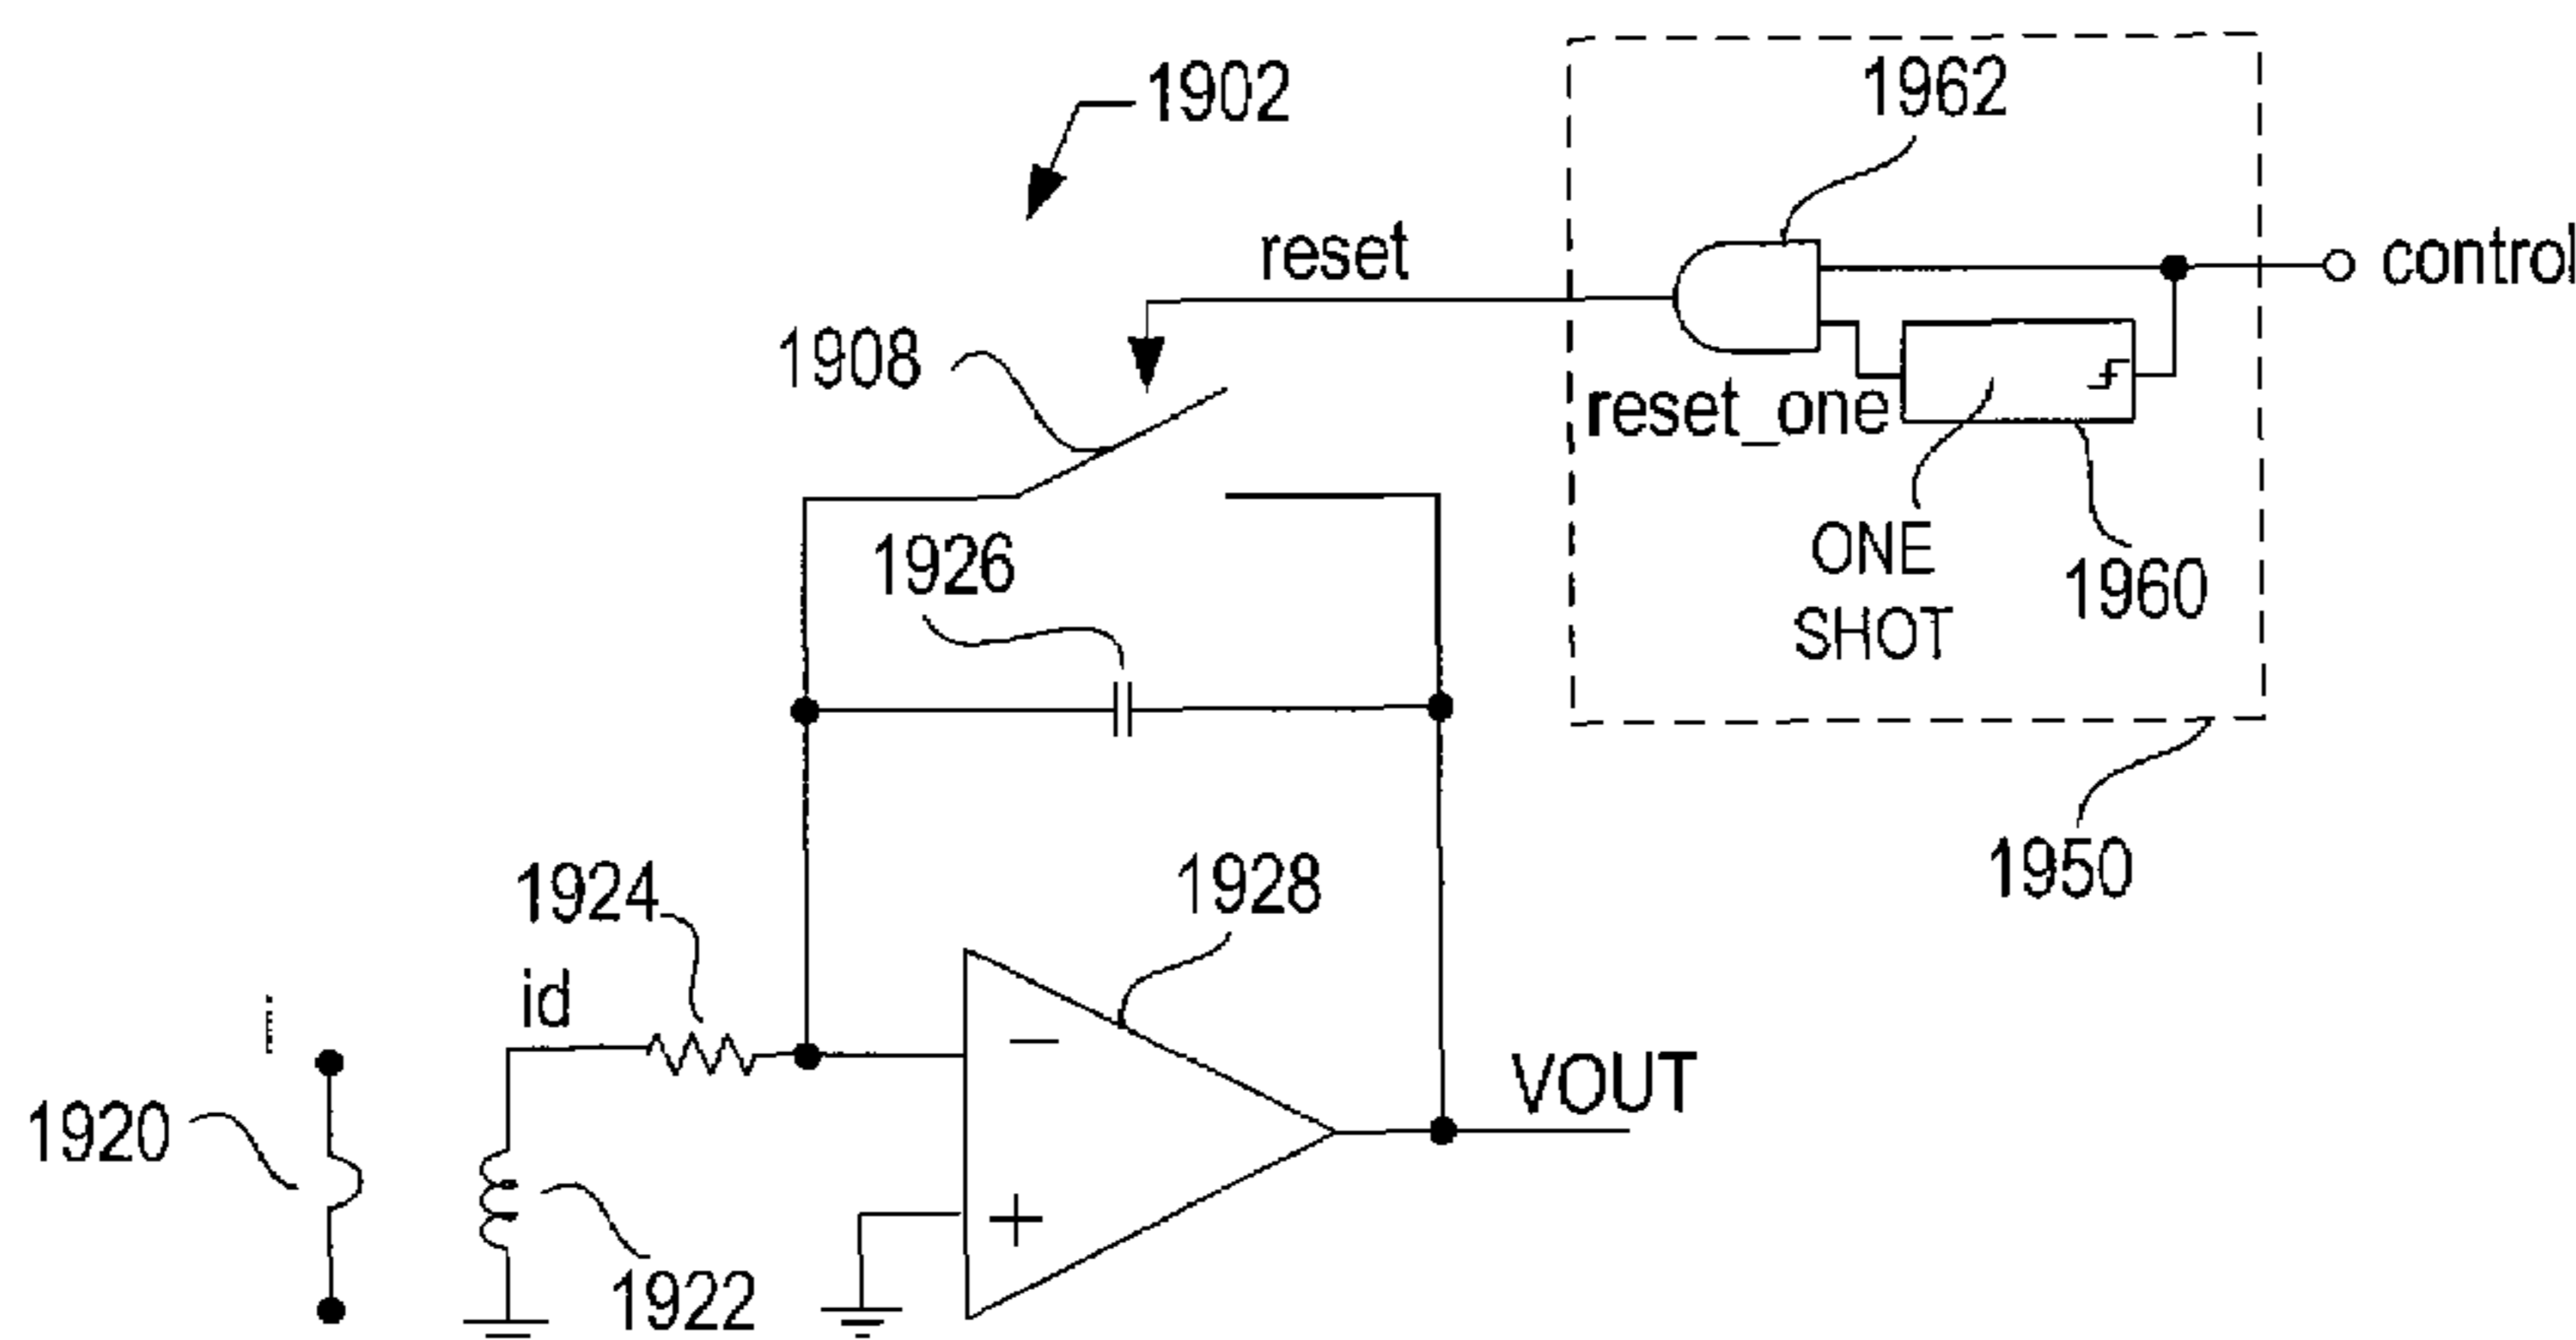 1902
1962
reset
control
1908
reset_one
1926
ONE
SHOT
1960
1924
1928
1950
id
i
VOUT
1920
1922